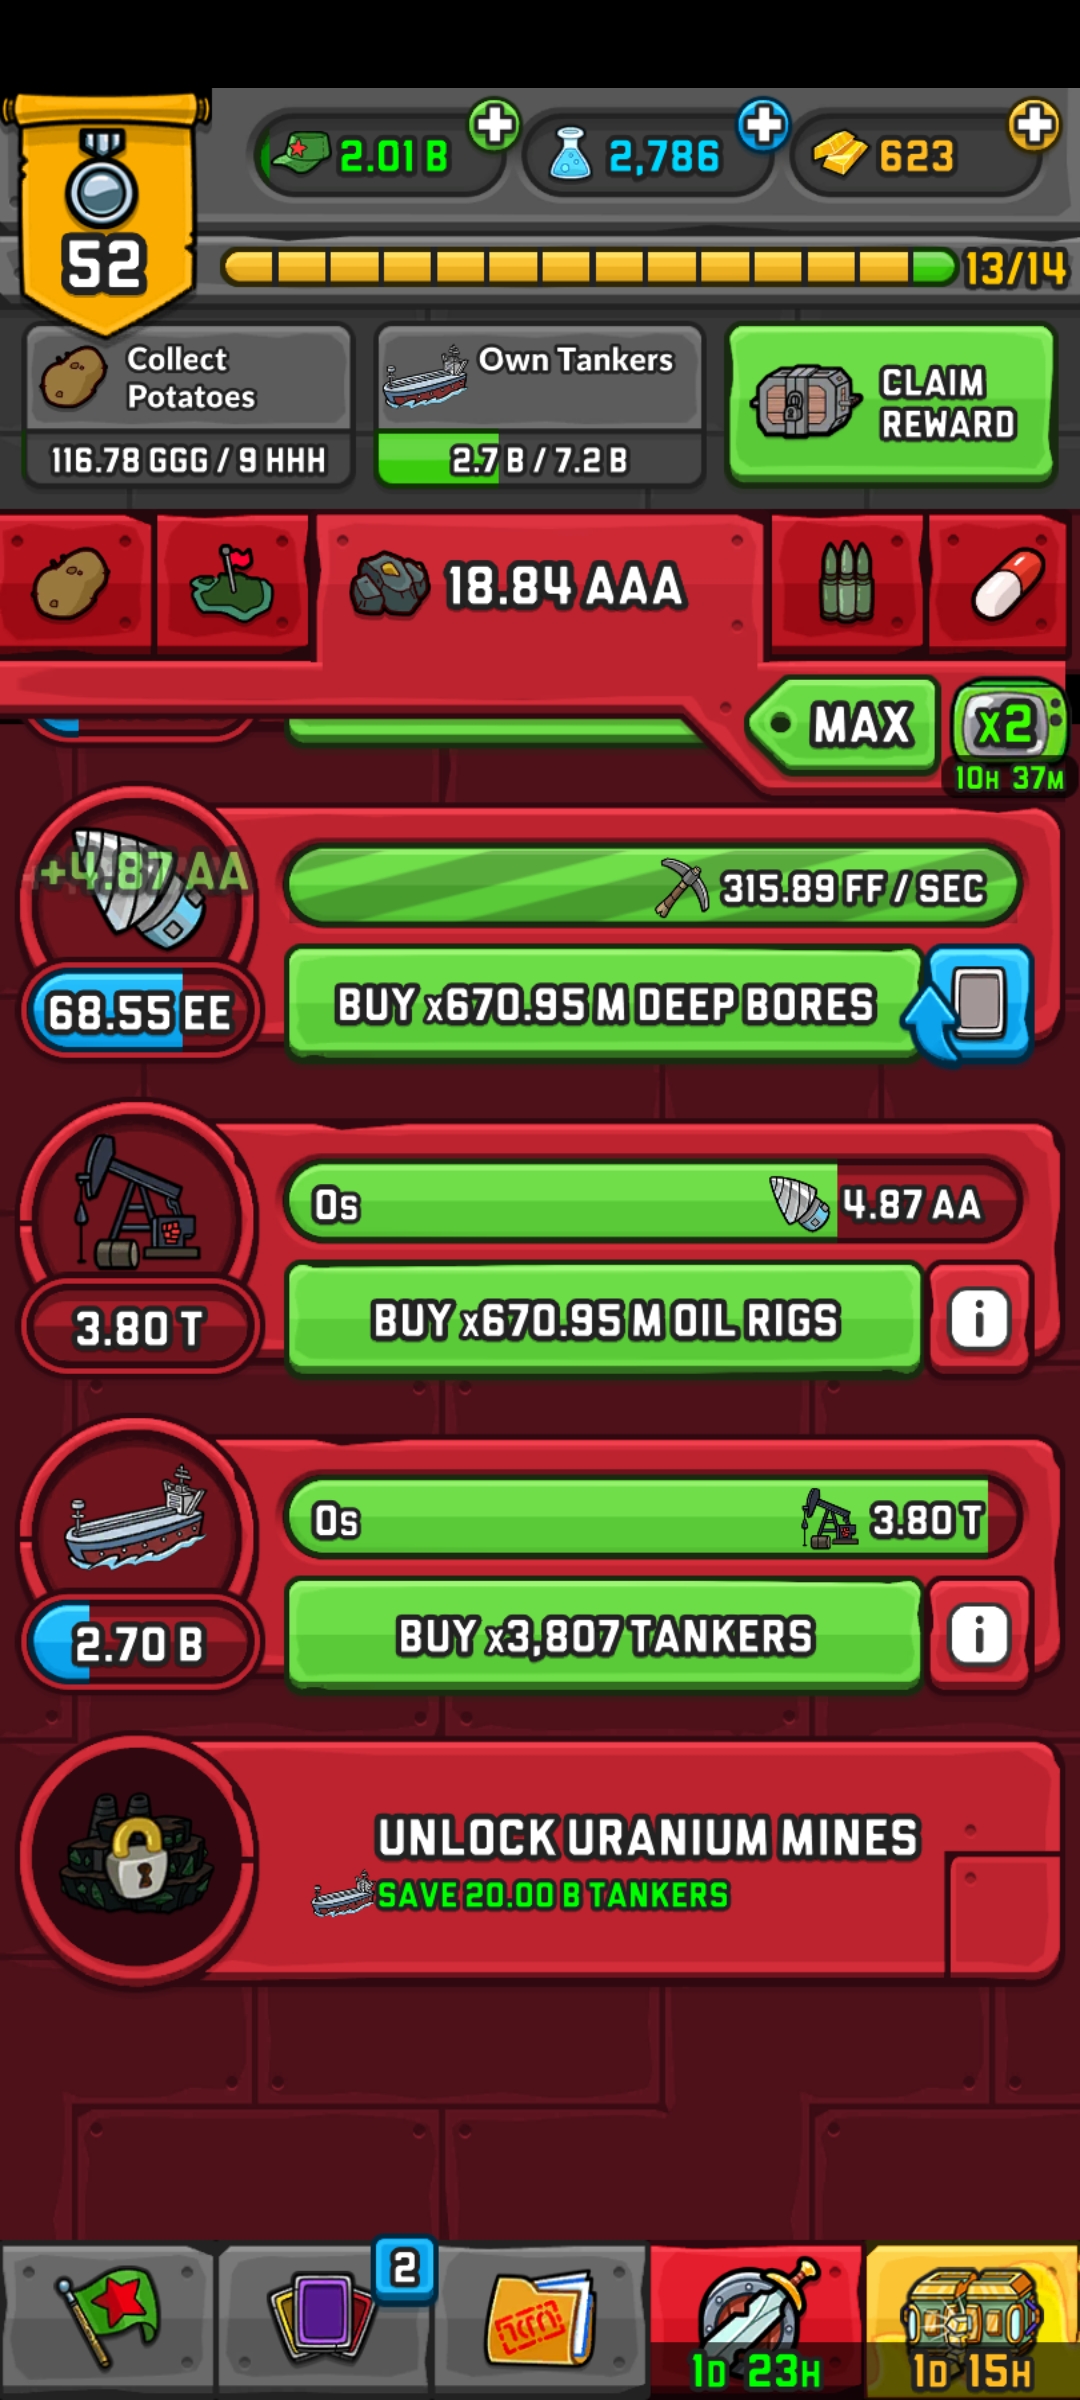 52
2.01 B
2,786
623
13/14
Collect
Potatoes
116.78 GGG / 9 HHH
Own Tankers
2.7 B / 7.2 B
CLAIM
REWARD
18.84 AAA
MAX
x2
10H 37M
+4.87 AA
315.89 FF / SEC
68.55 EE
BUY x670.95 M DEEP BORES
0s
4.87 AA
3.80 T
BUY x670.95 M OIL RIGS
i
0s
3.80 T
2.70 B
BUY x3,807 TANKERS
i
UNLOCK URANIUM MINES
SAVE 20.00 B TANKERS
2
1D 23H
1D 15H